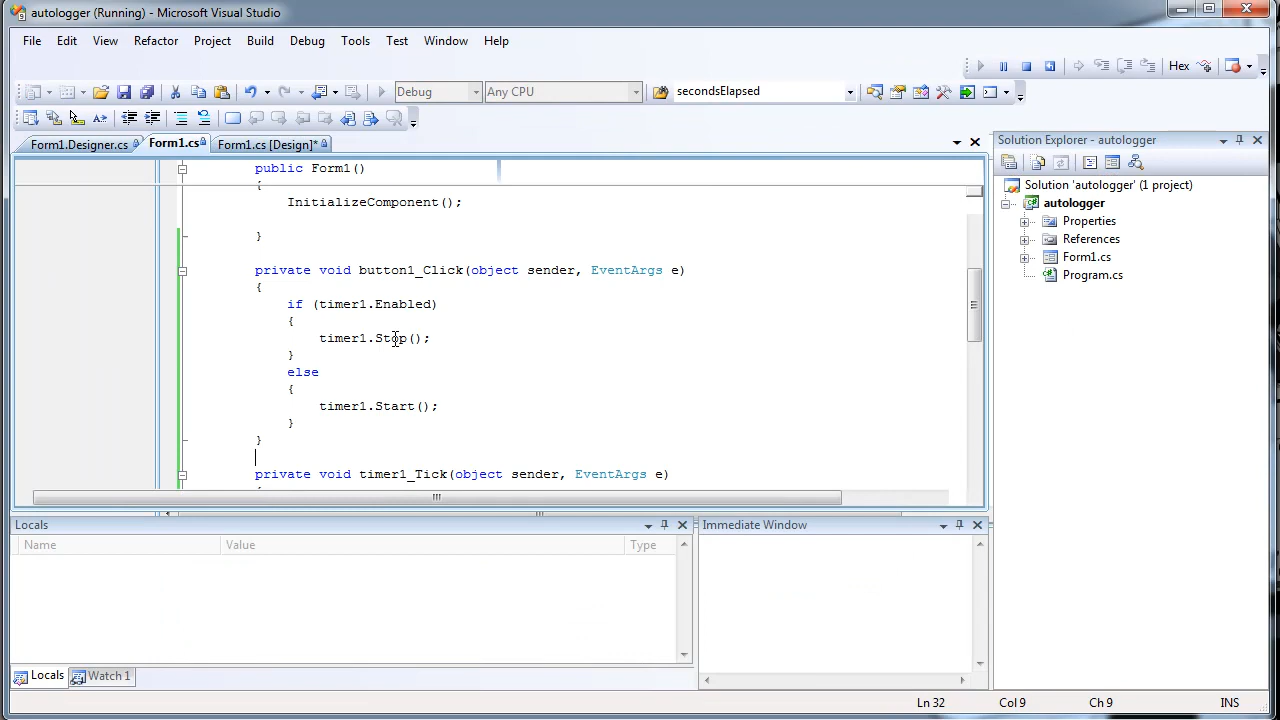 autologger (Running) - Microsoft Visual Studio
File Edit View Refactor Project Build Debug Tools Test Window Help
Hex
Debug Any CPU secondsElapsed
Form1.Designer.cs Form1.cs Form1.cs [Design]*
Solution Explorer - autologger
public Form1()
{
InitializeComponent();
}
private void button1_Click(object sender, EventArgs e)
{
if (timer1.Enabled)
{
timer1.Stop();
}
else
{
timer1.Start();
}
}
private void timer1_Tick(object sender, EventArgs e)
Solution 'autologger' (1 project)
autologger
Properties
References
Form1.cs
Program.cs
Locals
Name Value Type
Locals Watch 1
Immediate Window
Ln 32 Col 9 Ch 9 INS